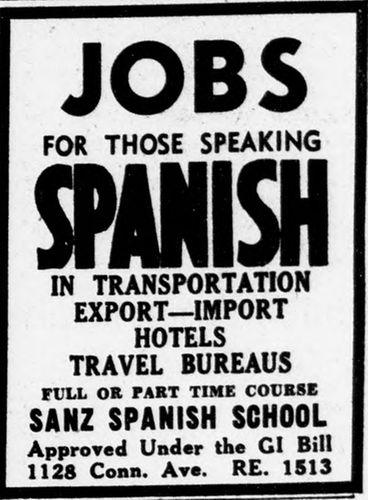 JOBS
FOR THOSE SPEAKING
SPANISH
IN TRANSPORTATION
EXPORT—IMPORT
HOTELS
TRAVEL BUREAUS
FULL OR PART TIME COURSE
SANZ SPANISH SCHOOL
Approved Under the GI Bill
1128 Conn. Ave. RE. 1513